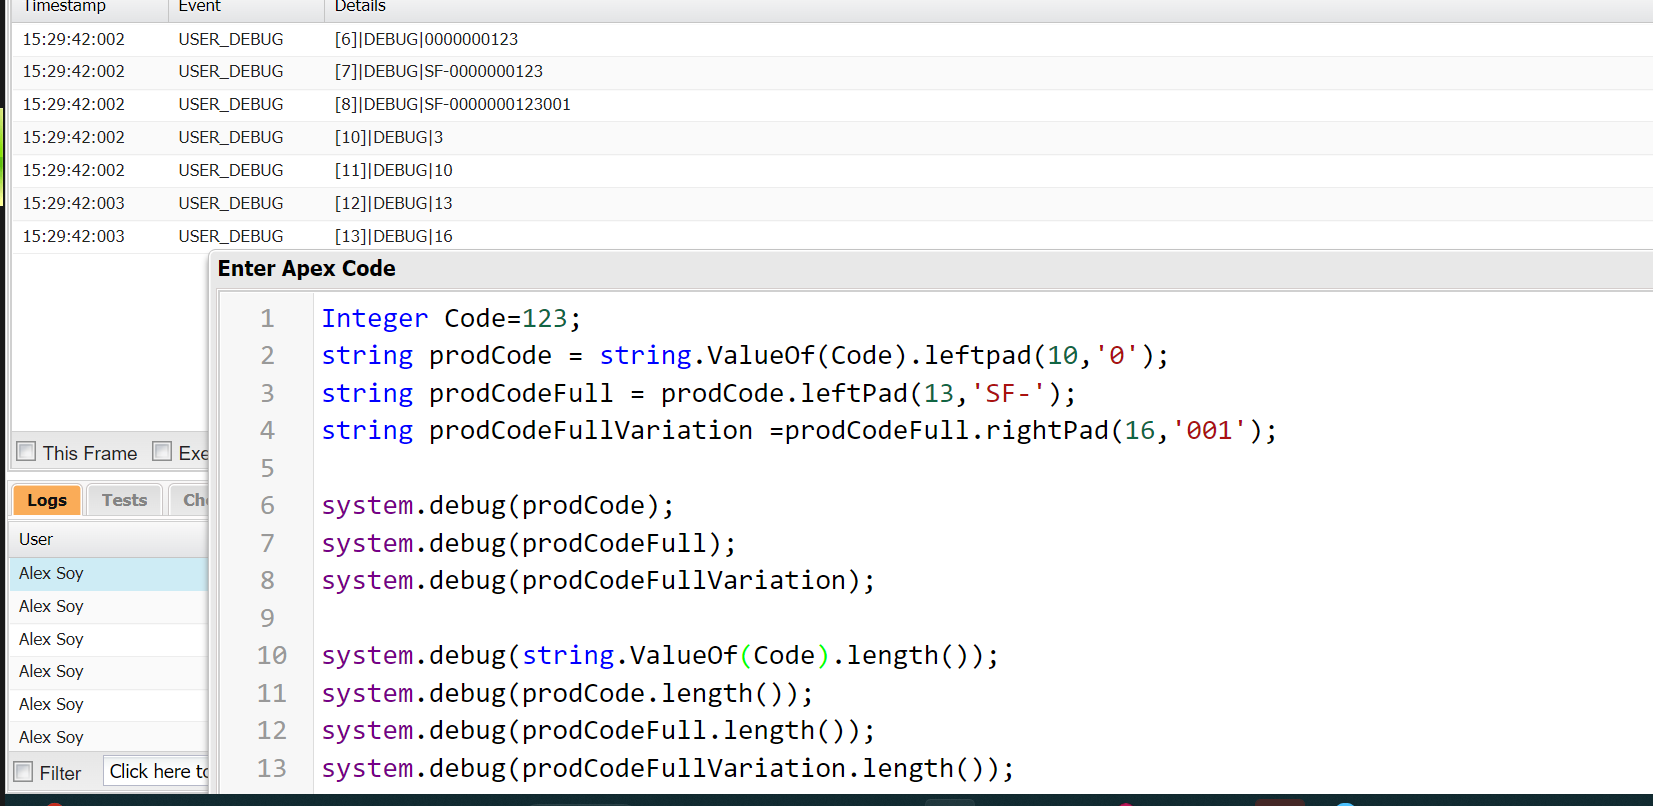 Timestamp Event Details
15:29:42:002 USER_DEBUG [6]|DEBUG|0000000123
15:29:42:002 USER_DEBUG [7]|DEBUG|SF-0000000123
15:29:42:002 USER_DEBUG [8]|DEBUG|SF-0000000123001
15:29:42:002 USER_DEBUG [10]|DEBUG|3
15:29:42:002 USER_DEBUG [11]|DEBUG|10
15:29:42:003 USER_DEBUG [12]|DEBUG|13
15:29:42:003 USER_DEBUG [13]|DEBUG|16
Enter Apex Code
1 Integer Code=123;
2 string prodCode = string.ValueOf(Code).leftpad(10,'0');
3 string prodCodeFull = prodCode.leftPad(13,'SF-');
4 string prodCodeFullVariation =prodCodeFull.rightPad(16,'001');
5
6 system.debug(prodCode);
7 system.debug(prodCodeFull);
8 system.debug(prodCodeFullVariation);
9
10 system.debug(string.ValueOf(Code).length());
11 system.debug(prodCode.length());
12 system.debug(prodCodeFull.length());
13 system.debug(prodCodeFullVariation.length());
This Frame Exe
Logs Tests Ch
User
Alex Soy
Alex Soy
Alex Soy
Alex Soy
Alex Soy
Alex Soy
Filter Click here to